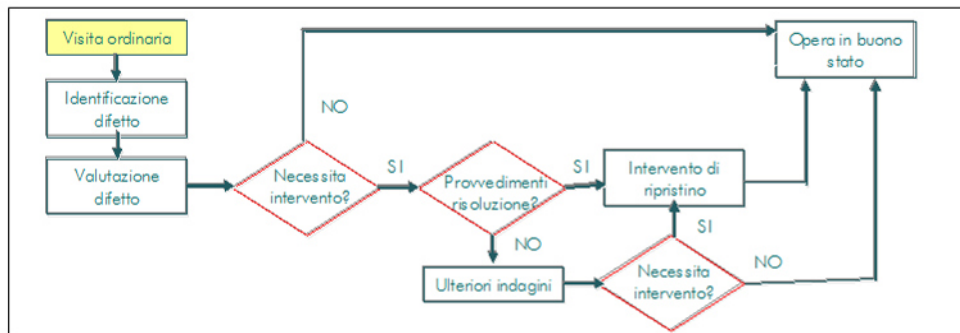 Visita ordinaria
Identificazione
difetto
Valutazione
difetto
Necessita
intervento?
NO
SI
Provvedimenti
risoluzione?
SI
NO
Ulteriori indagini
Intervento di
ripristino
SI
Necessita
intervento?
NO
Opera in buono
stato